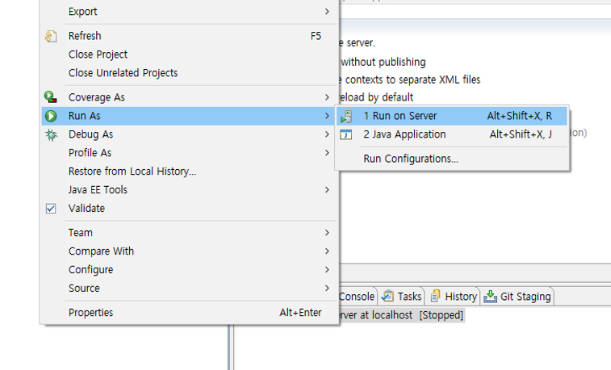 Export
Refresh F5
Close Project
Close Unrelated Projects
Coverage As
Run As
Debug As
Profile As
Restore from Local History...
Java EE Tools
Validate
Team
Compare With
Configure
Source
Properties Alt+Enter
1 Run on Server Alt+Shift+X, R
2 Java Application Alt+Shift+X, J
Run Configurations...
e server.
without publishing
contexts to separate XML files
eload by default
ion)
Console Tasks History Git Staging
rver at localhost [Stopped]